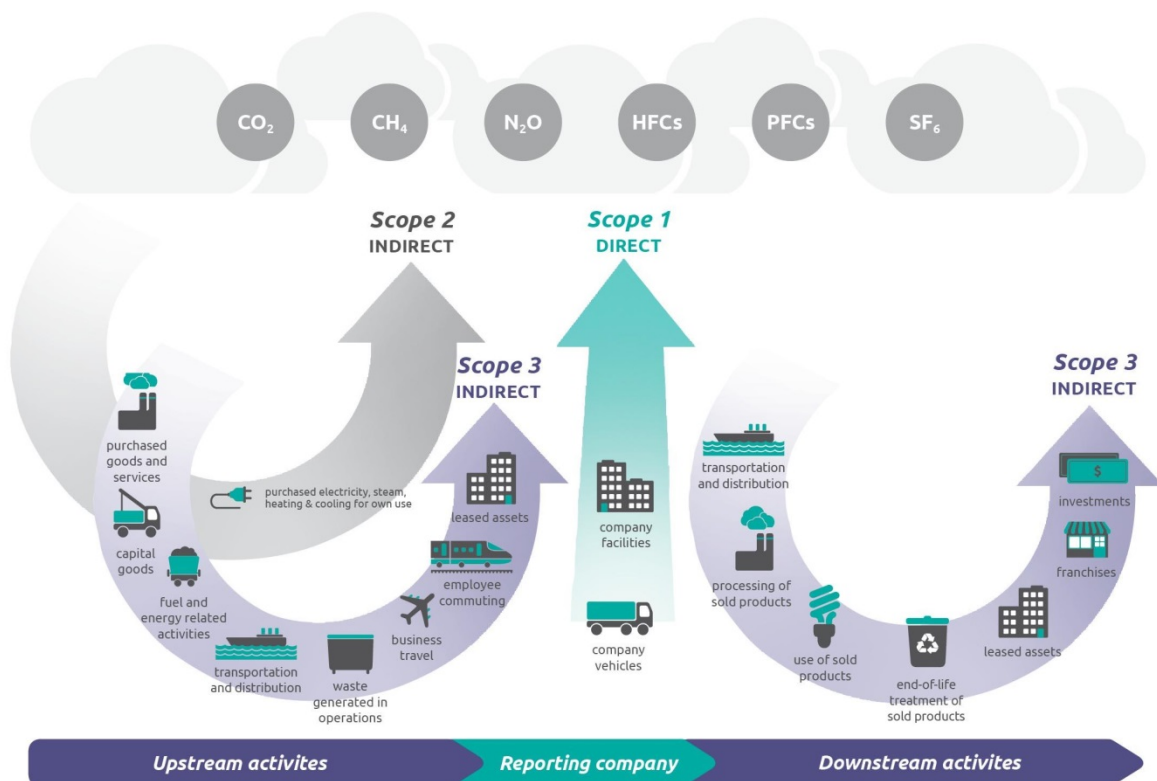 CO₂
CH₄
N₂O
HFCs
PFCs
SF₆
Scope 2
INDIRECT
Scope 1
DIRECT
Scope 3
INDIRECT
Scope 3
INDIRECT
purchased
goods and
services
capital
goods
fuel and
energy related
activities
purchased electricity, steam,
heating & cooling for own use
transportation
and distribution
waste
generated in
operations
business
travel
employee
commuting
leased assets
company
facilities
company
vehicles
transportation
and distribution
processing of
sold products
use of sold
products
end-of-life
treatment of
sold products
leased assets
franchises
$
investments
Upstream activites
Reporting company
Downstream activites